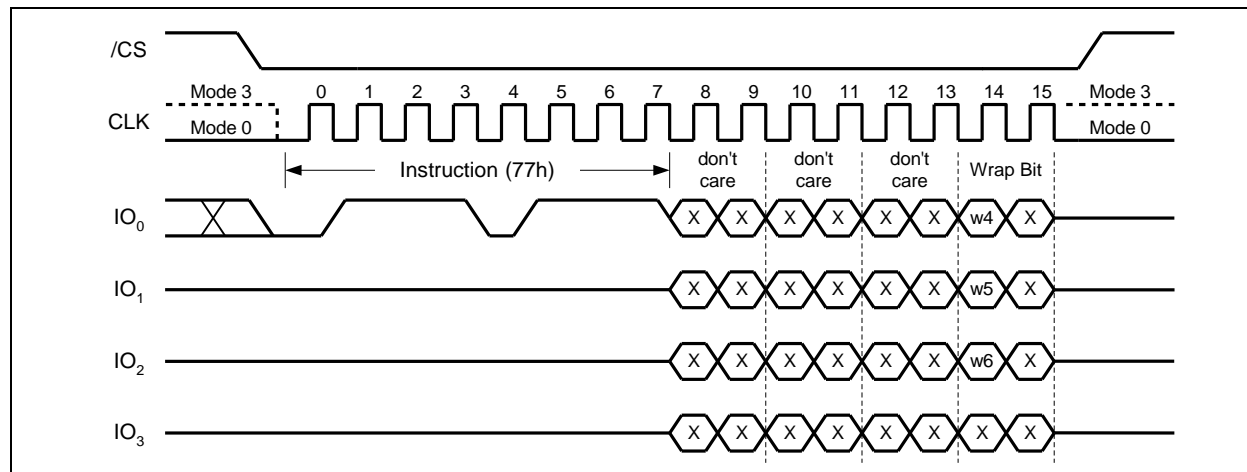 /CS
Mode 3 0 1 2 3 4 5 6 7 8 9 10 11 12 13 14 15 Mode 3
CLK
Mode 0 Mode 0
Instruction (77h) don't care don't care don't care Wrap Bit
IO0 X X X X X X w4 X
IO1 X X X X X X w5 X
IO2 X X X X X X w6 X
IO3 X X X X X X X X